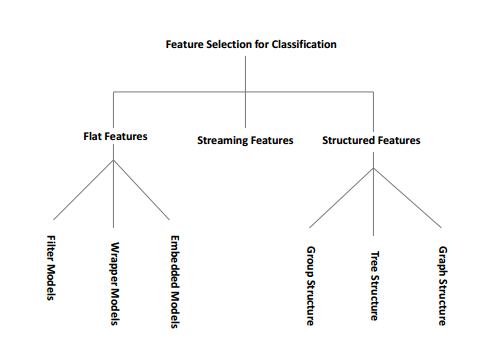 Feature Selection for Classification
Flat Features
Streaming Features
Structured Features
Filter Models
Wrapper Models
Embedded Models
Group Structure
Tree Structure
Graph Structure